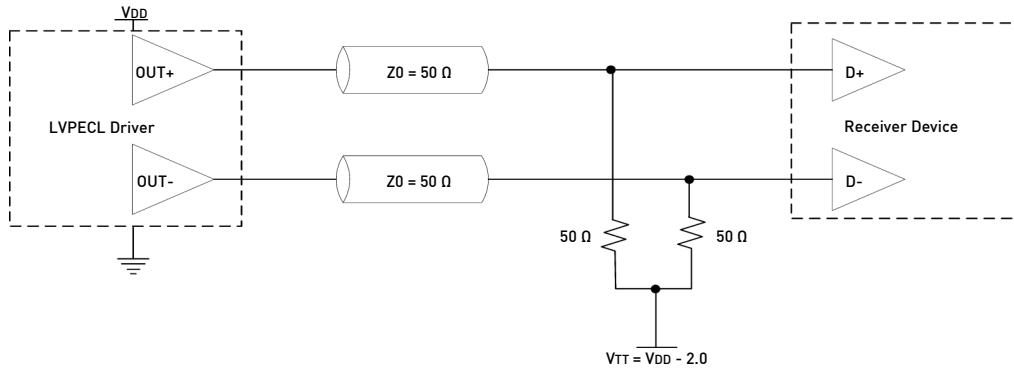 VDD
OUT+
Z0 = 50 Ω
D+
LVPECL Driver
Receiver Device
OUT-
Z0 = 50 Ω
D-
50 Ω
50 Ω
VTT = VDD - 2.0